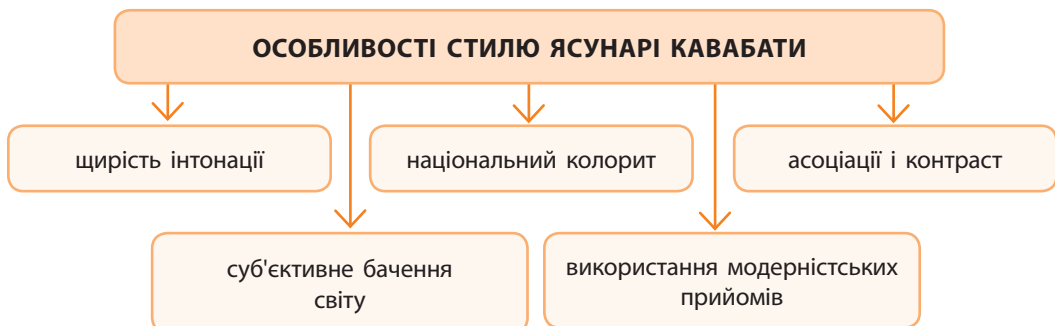 ОСОБЛИВОСТІ СТИЛЮ ЯСУНАРІ КАВАБАТИ
щирість інтонації
національний колорит
асоціації і контраст
суб'єктивне бачення
світу
використання модерністських
прийомів